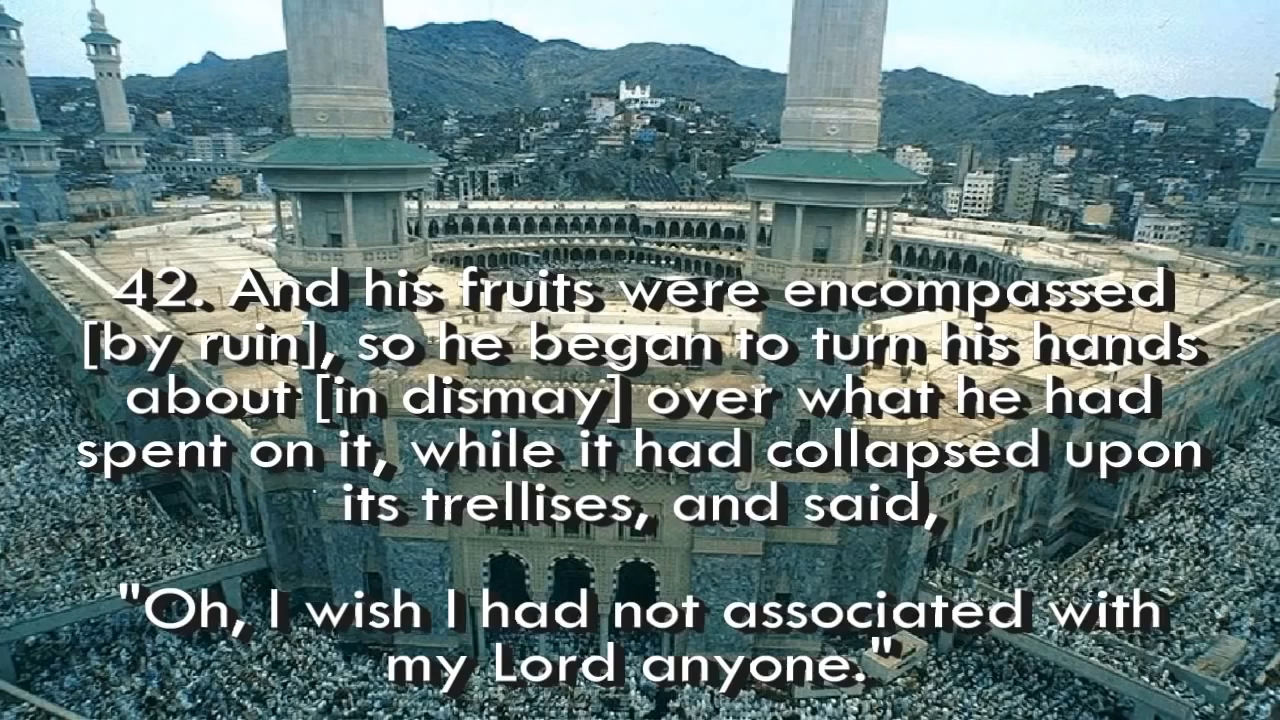 42. And his fruits were encompassed
[by ruin], so he began to turn his hands
about [in dismay] over what he had
spent on it, while it had collapsed upon
its trellises, and said,
"Oh, I wish I had not associated with
my Lord anyone."